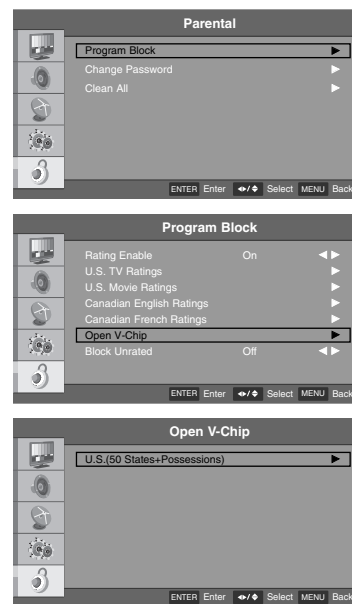 Parental
Program Block
Change Password
Clean All
ENTER Enter Select MENU Back
Program Block
Rating Enable On
U.S. TV Ratings
U.S. Movie Ratings
Canadian English Ratings
Canadian French Ratings
Open V-Chip
Block Unrated Off
ENTER Enter Select MENU Back
Open V-Chip
U.S.(50 States+Possessions)
ENTER Enter Select MENU Back